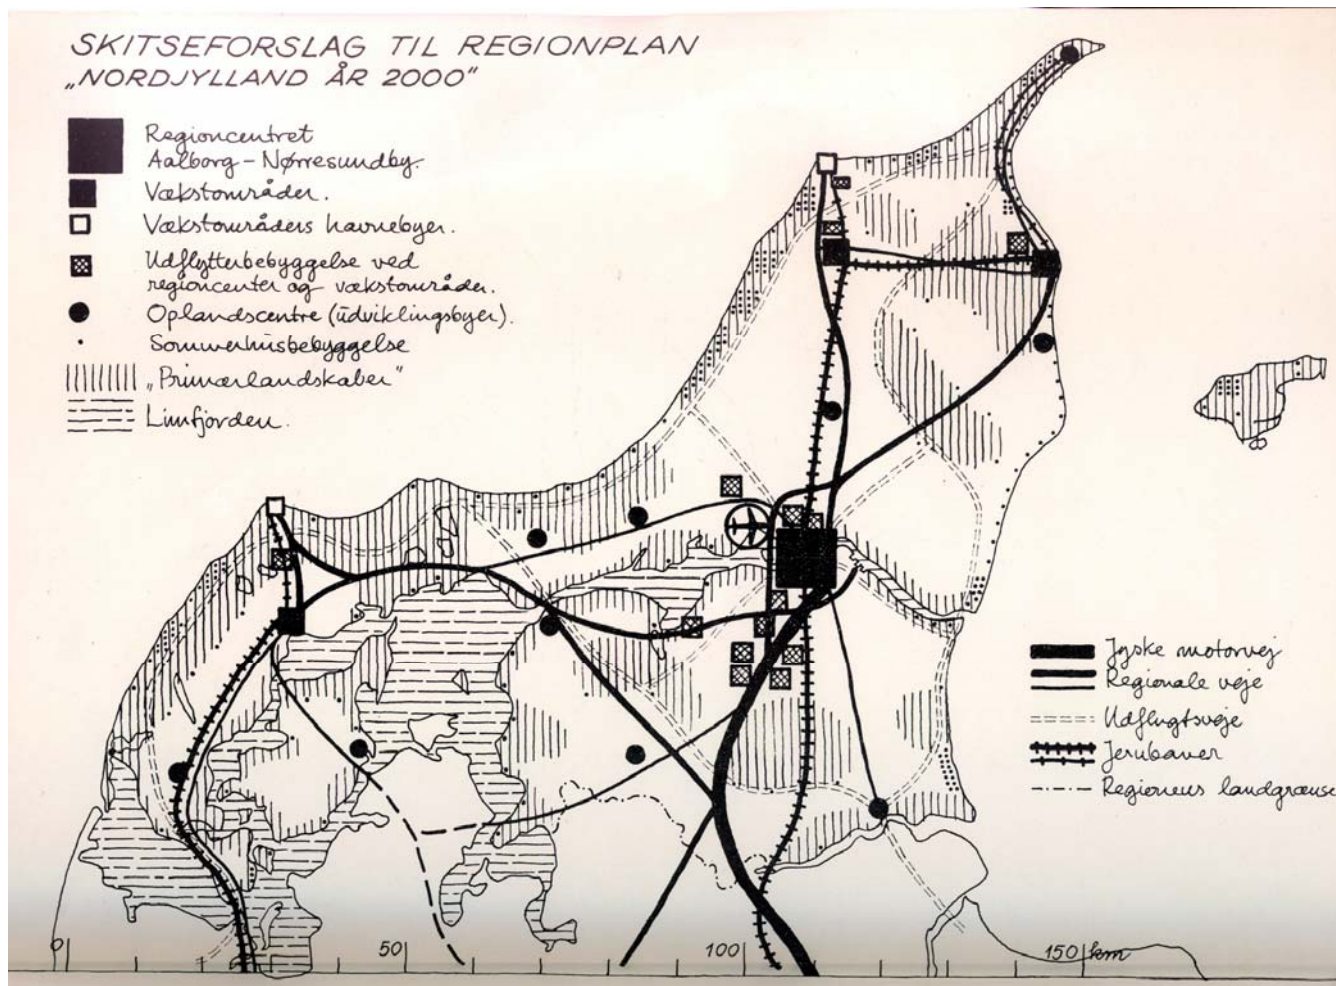 SKITSEFORSLAG TIL REGIONPLAN
„NORDJYLLAND ÅR 2000"
Regioncentret
Aalborg – Nørresundby.
Vækstområder.
Vækstområders havnebyer.
Udflytterbebyggelse ved
regioncenter og vækstområder.
Oplandscentre (udviklingsbyer).
Sommerhusbebyggelse
„Primærlandskaber"
Limfjorden.
Jyske motorvej
Regionale veje
Udflugtsveje
Jernbaner
Regionens landgrænse
0
50
100
150 km